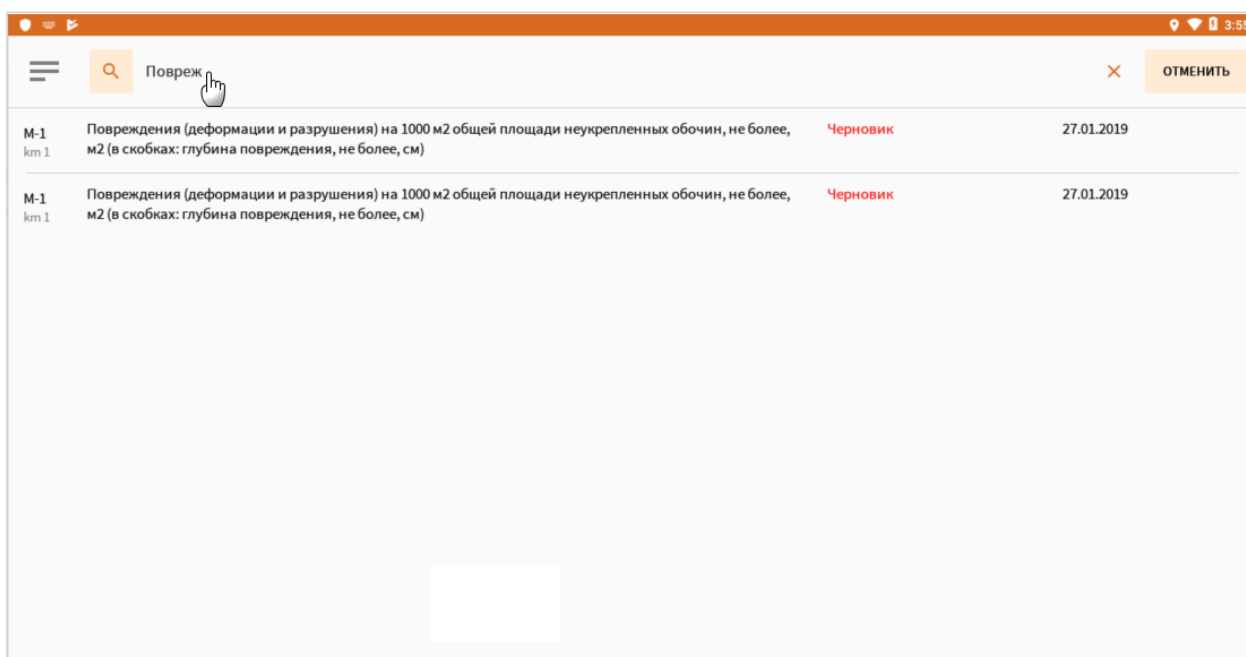 3:55
Повреж
ОТМЕНИТЬ
М-1
km 1
Повреждения (деформации и разрушения) на 1000 м2 общей площади неукрепленных обочин, не более,
м2 (в скобках: глубина повреждения, не более, см)
Черновик
27.01.2019
М-1
km 1
Повреждения (деформации и разрушения) на 1000 м2 общей площади неукрепленных обочин, не более,
м2 (в скобках: глубина повреждения, не более, см)
Черновик
27.01.2019